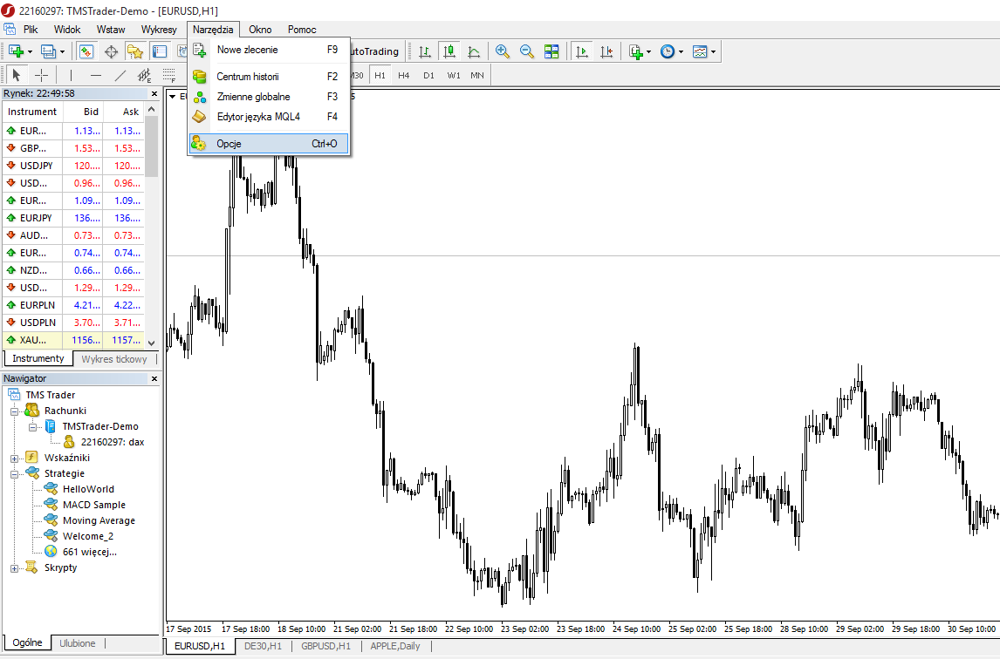 22160297: TMSTrader-Demo - [EURUSD,H1]
Plik Widok Wstaw Wykresy Narzędzia Okno Pomoc
Nowe zlecenie F9
Centrum historii F2
Zmienne globalne F3
Edytor języka MQL4 F4
Opcje Ctrl+O
utoTrading
M30 H1 H4 D1 W1 MN
Rynek: 22:49:58
Instrument Bid Ask
EUR... 1.13... 1.13...
GBP... 1.53... 1.53...
USDJPY 120.... 120....
USD... 0.96... 0.96...
EUR... 1.09... 1.09...
EURJPY 136.... 136....
AUD... 0.73... 0.73...
EUR... 0.74... 0.74...
NZD... 0.66... 0.66...
USD... 1.29... 1.29...
EURPLN 4.21... 4.22...
USDPLN 3.70... 3.71...
XAU... 1156... 1157...
Instrumenty Wykres tickowy
Nawigator
TMS Trader
Rachunki
TMSTrader-Demo
22160297: dax
Wskaźniki
Strategie
HelloWorld
MACD Sample
Moving Average
Welcome_2
661 więcej...
Skrypty
Ogólne Ulubione
17 Sep 2015 17 Sep 18:00 18 Sep 10:00 21 Sep 02:00 21 Sep 18:00 22 Sep 10:00 23 Sep 02:00 23 Sep 18:00 24 Sep 10:00 25 Sep 02:00 25 Sep 18:00 28 Sep 10:00 29 Sep 02:00 29 Sep 18:00 30 Sep 10:00
EURUSD,H1 DE30,H1 GBPUSD,H1 APPLE,Daily